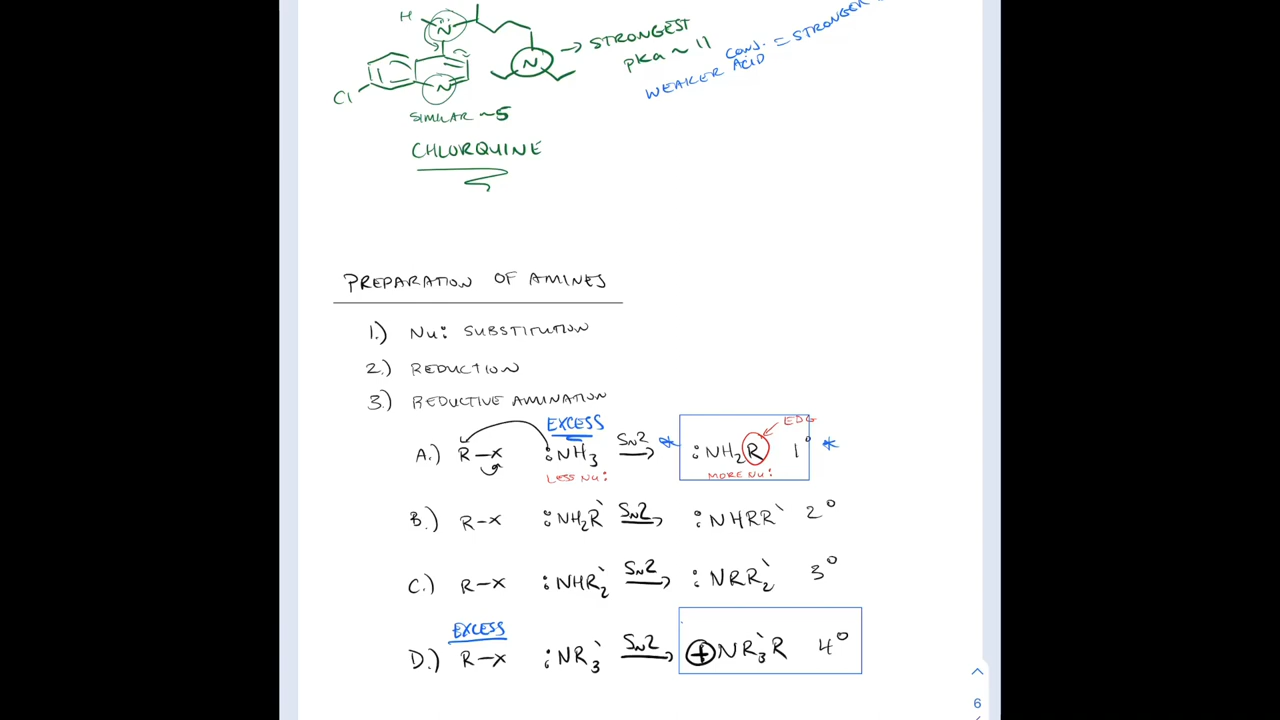 H
N
→ STRONGEST
pKa ~ 11
N
N
Cl
WEAKER CONJ. ACID = STRONGER
SIMILAR ~5
CHLORQUINE
PREPARATION OF AMINES
1.) Nu: SUBSTITUTION
2.) REDUCTION
3.) REDUCTIVE AMINATION
EXCESS
EDG
A.) R-X :NH3 SN2 → * :NH2R 1° *
LESS Nu: MORE Nu:
B.) R-X :NH2R` SN2 → :NHRR` 2°
C.) R-X :NHR`2 SN2 → :NRR`2 3°
EXCESS
D.) R-X :NR`3 SN2 → ⊕NR`3R 4°
6